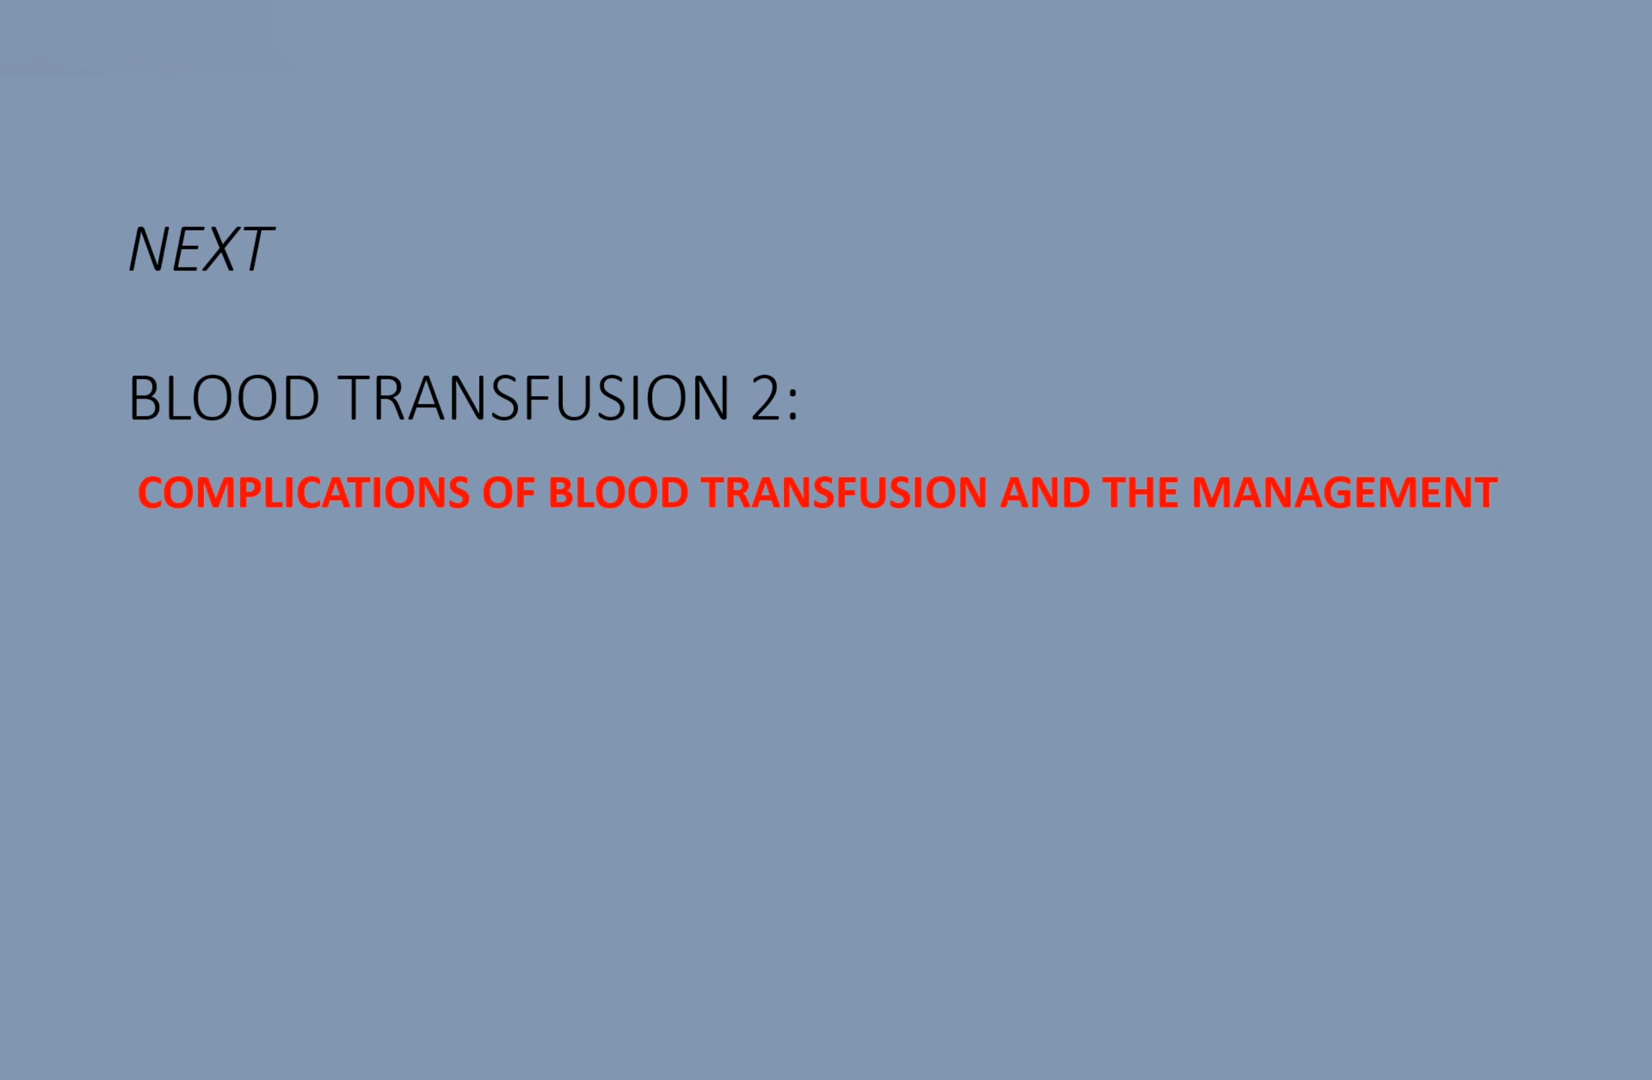 NEXT
BLOOD TRANSFUSION 2:
COMPLICATIONS OF BLOOD TRANSFUSION AND THE MANAGEMENT